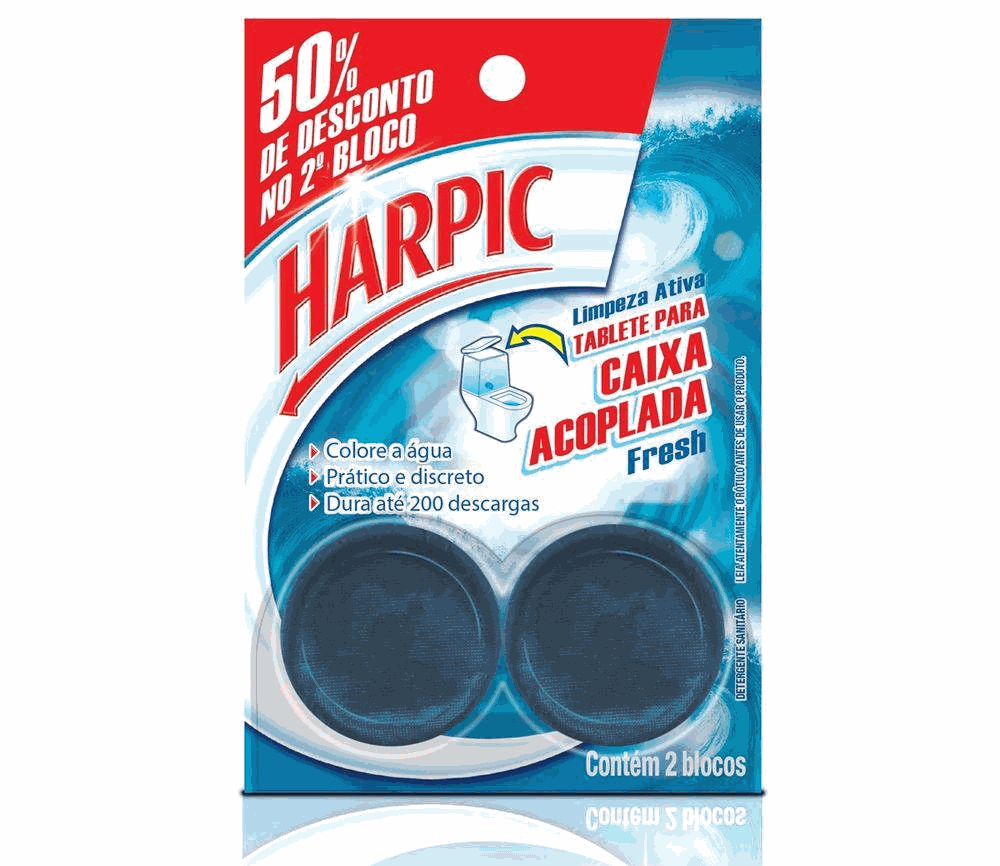 50%
DE DESCONTO
NO 2º BLOCO
HARPIC
Limpeza Ativa
TABLETE PARA
CAIXA
ACOPLADA
Fresh
Colore a água
Prático e discreto
Dura até 200 descargas
DETERGENTE SANITÁRIO LEIA ATENTAMENTE O RÓTULO ANTES DE USAR O PRODUTO.
Contém 2 blocos